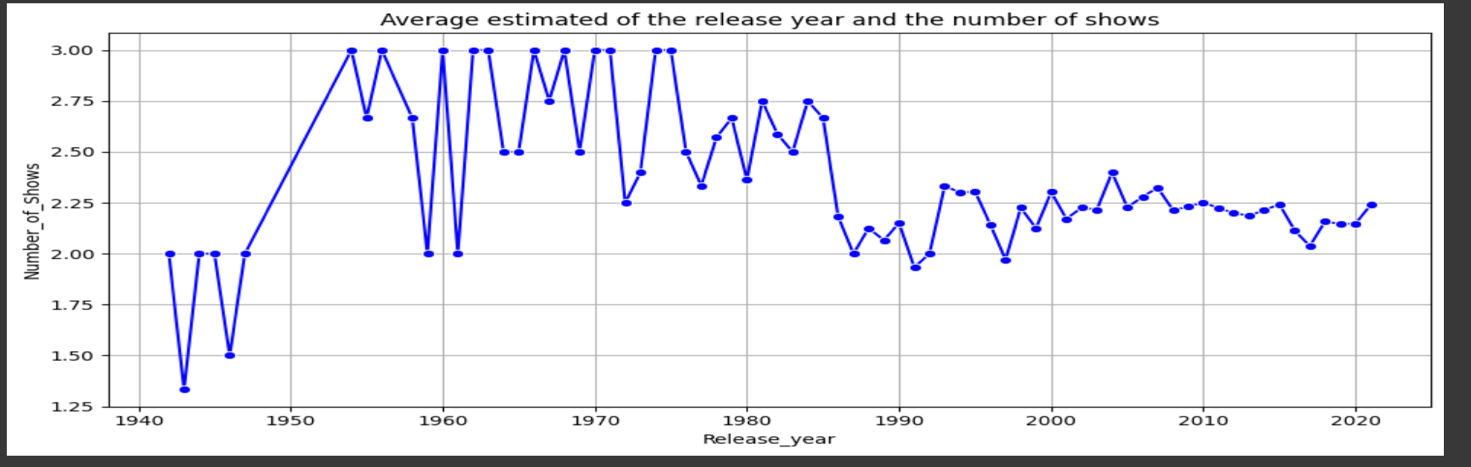 Average estimated of the release year and the number of shows
Number_of_Shows
3.00
2.75
2.50
2.25
2.00
1.75
1.50
1.25
1940 1950 1960 1970 1980 1990 2000 2010 2020
Release_year